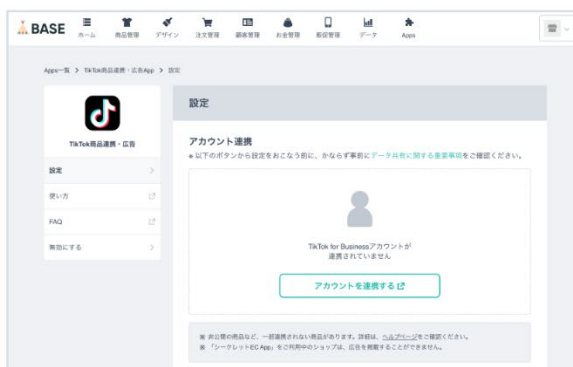 BASE
ホーム
商品管理
デザイン
注文管理
顧客管理
お金管理
販促管理
データ
Apps
Apps一覧 > TikTok商品連携・広告App > 設定
TikTok商品連携・広告
設定
使い方
FAQ
無効にする
設定
アカウント連携
※ 以下のボタンから設定をおこなう前に、かならず事前にデータ共有に関する重要事項をご確認ください。
TikTok for Businessアカウントが
連携されていません
アカウントを連携する
※ 非公開の商品など、一部連携されない商品があります。詳細は、ヘルプページをご確認ください。
※ 「シークレットEC App」をご利用中のショップは、広告を掲載することができません。